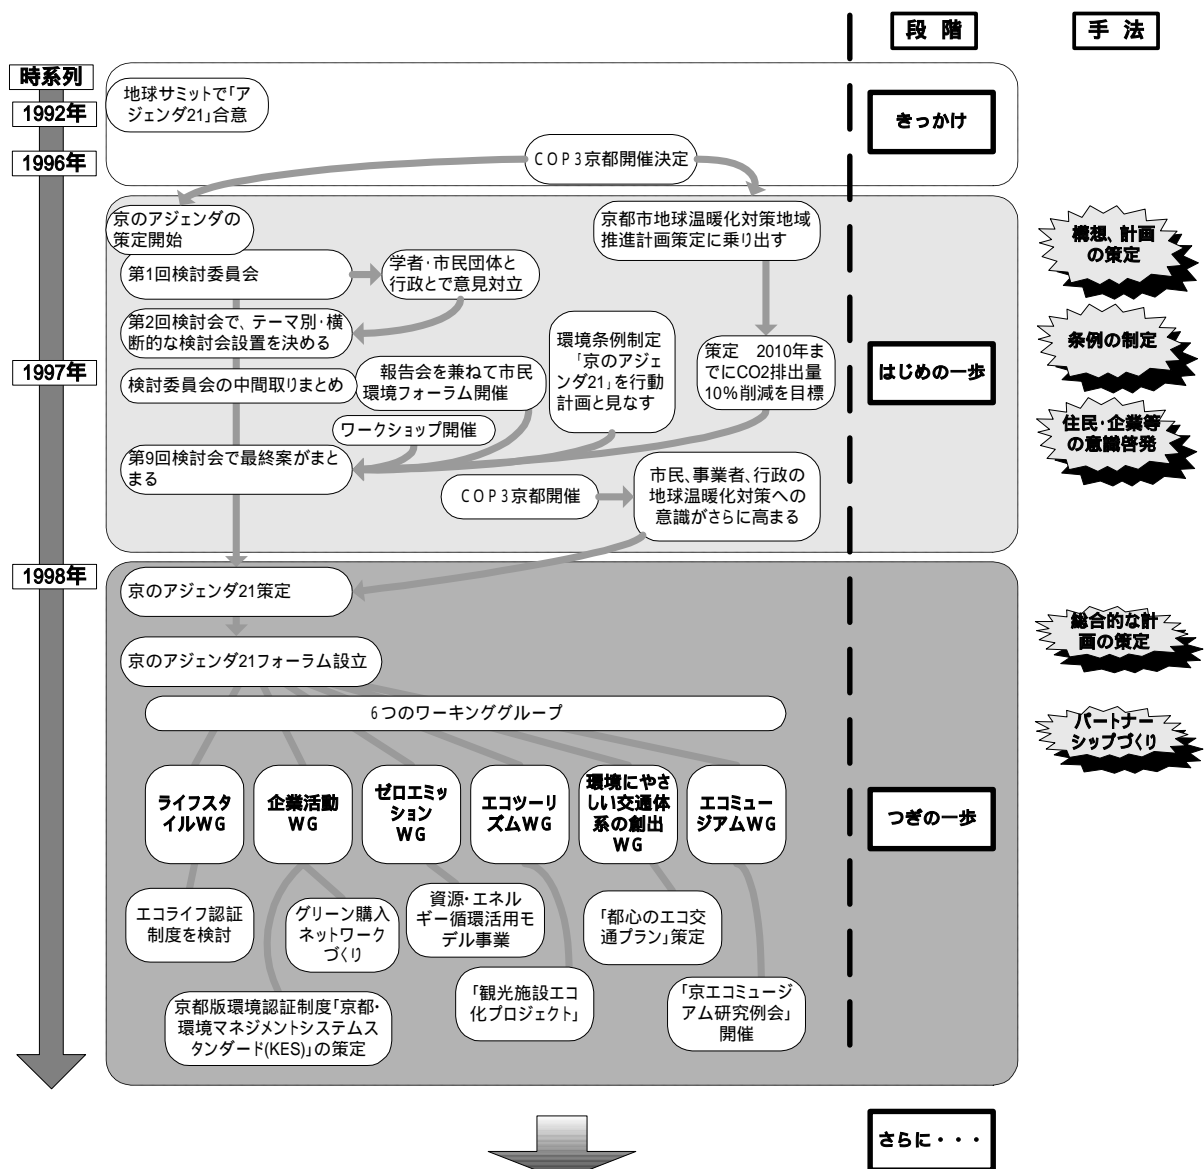 段 階
手 法
時系列
1992年
地球サミットで「ア
ジェンダ21」合意
きっかけ
1996年
COP3京都開催決定
京のアジェンダの
策定開始
京都市地球温暖化対策地域
推進計画策定に乗り出す
構想、計画
の策定
第1回検討委員会
学者・市民団体と
行政とで意見対立
第2回検討会で、テーマ別・横
断的な検討会設置を決める
環境条例制定
「京のアジェ
ンダ21」を行動
計画と見なす
策定　2010年ま
でにCO2排出量
10%削減を目標
条例の制定
1997年
検討委員会の中間取りまとめ
報告会を兼ねて市民
環境フォーラム開催
はじめの一歩
ワークショップ開催
住民・企業等
の意識啓発
第9回検討会で最終案がまと
まる
COP3京都開催
市民、事業者、行政の
地球温暖化対策への
意識がさらに高まる
1998年
京のアジェンダ21策定
総合的な計
画の策定
京のアジェンダ21フォーラム設立
6つのワーキンググループ
パートナー
シップづくり
ライフスタ
イルWG
企業活動
WG
ゼロエミッ
ション
WG
エコツーリ
ズムWG
環境にやさ
しい交通体
系の創出
WG
エコミュー
ジアムWG
つぎの一歩
エコライフ認証
制度を検討
グリーン購入
ネットワーク
づくり
資源・エネル
ギー循環活用モ
デル事業
「都心のエコ交
通プラン」策定
京都版環境認証制度「京都・
環境マネジメントシステムス
タンダード(KES)」の策定
「観光施設エコ
化プロジェクト」
「京エコミュージ
アム研究例会」
開催
さらに・・・